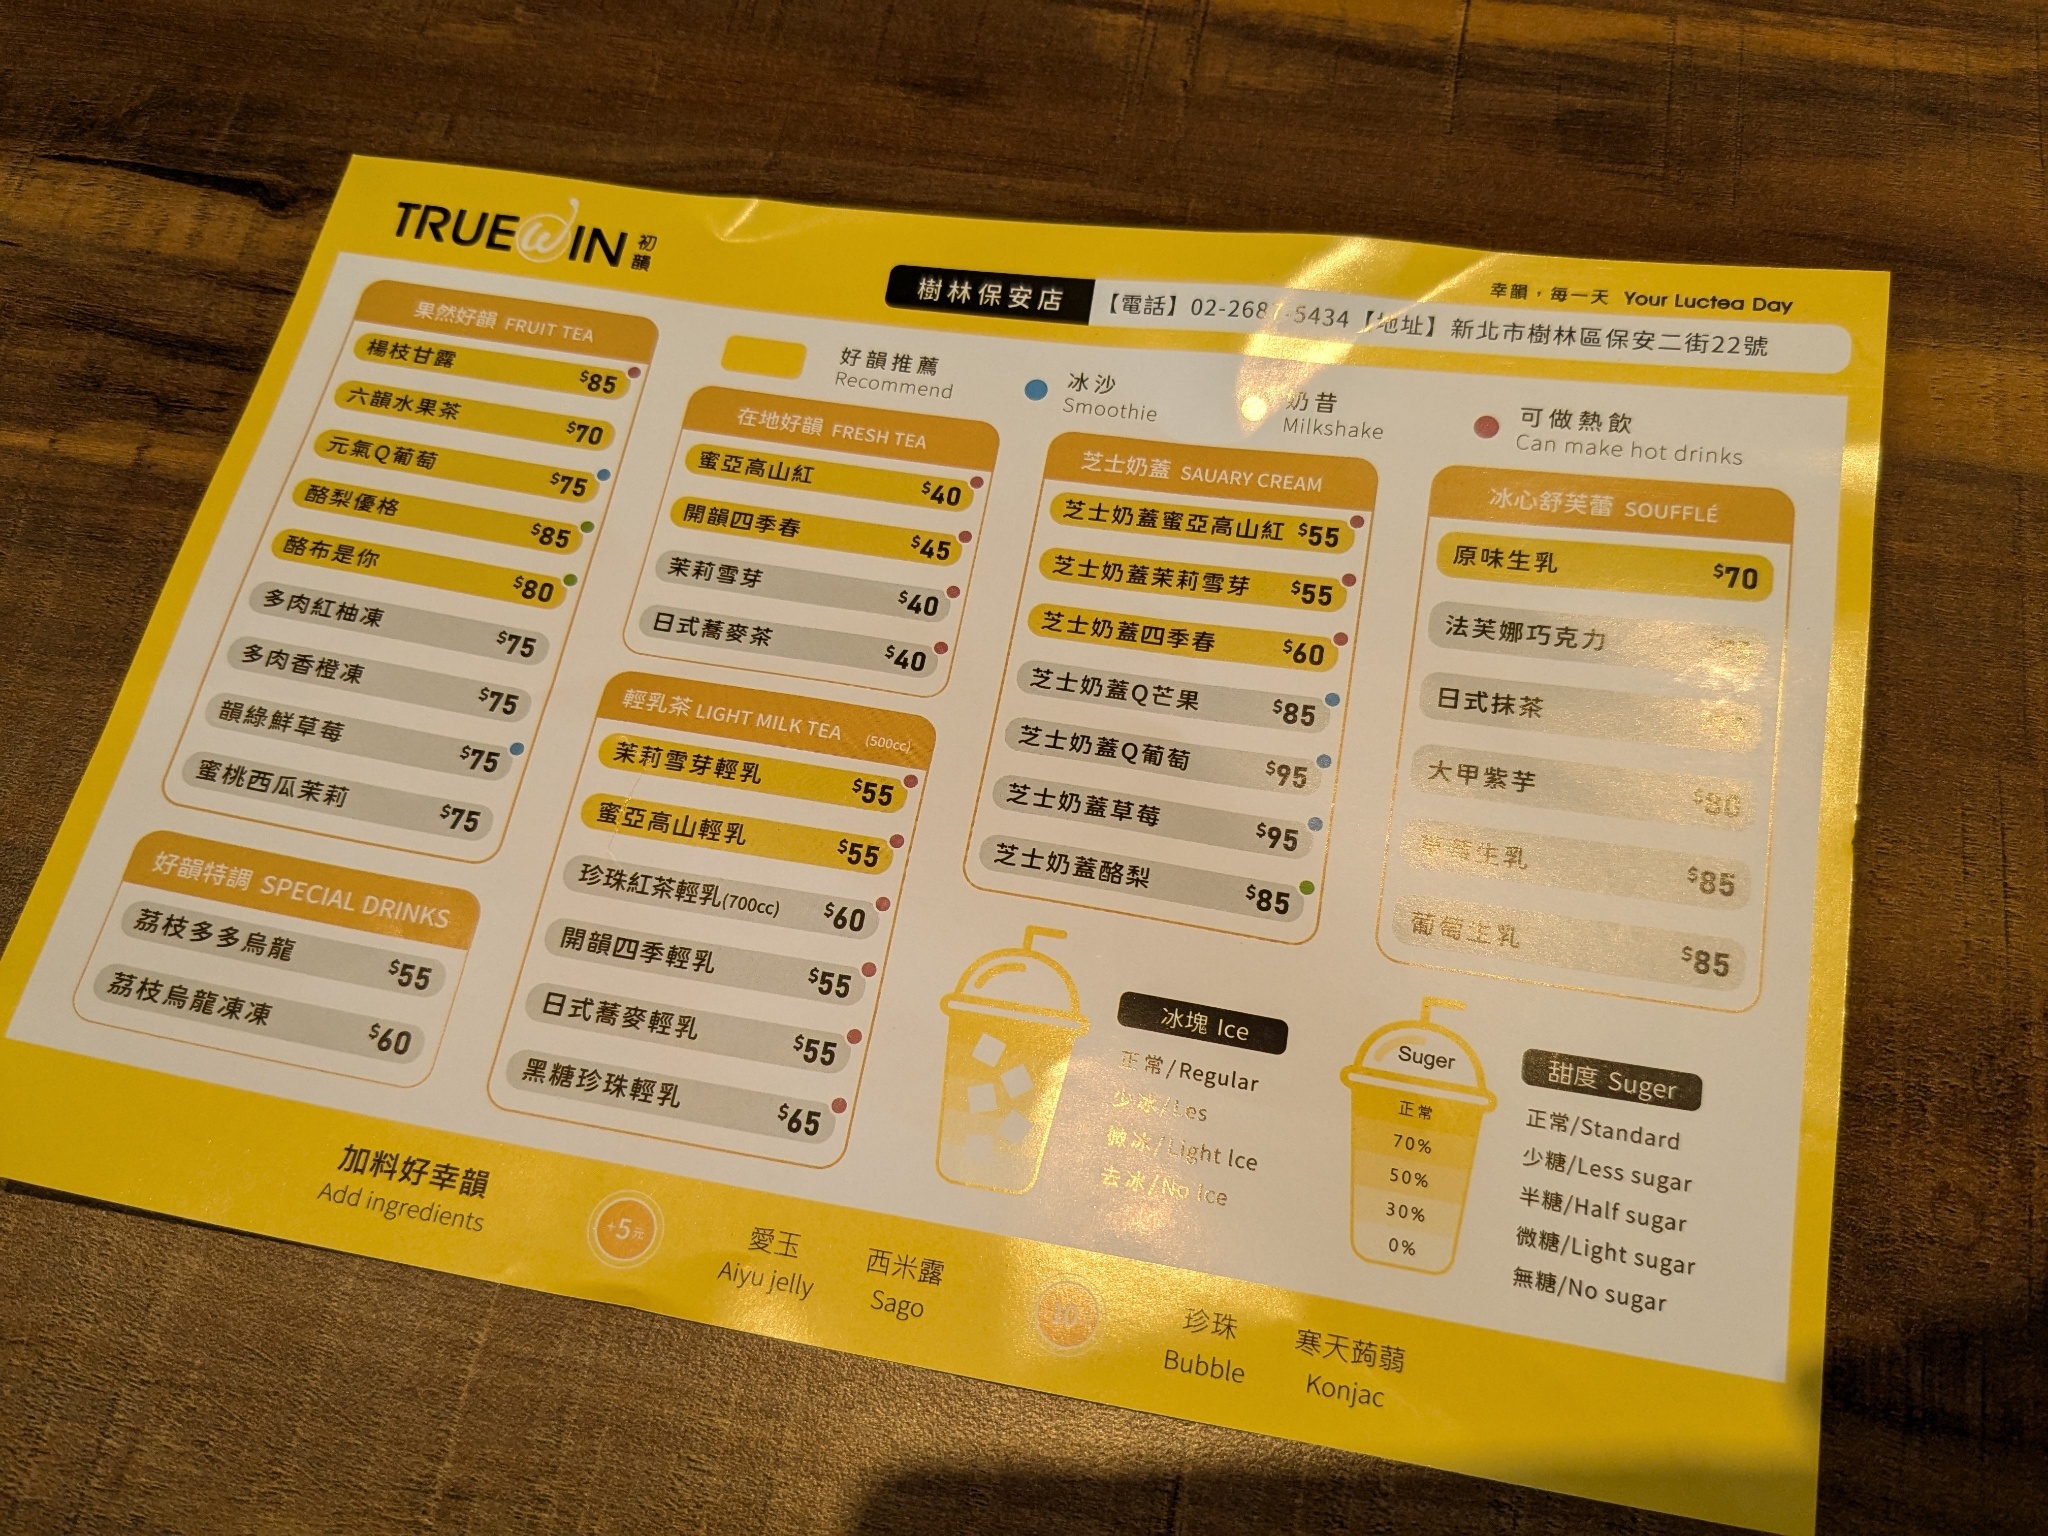 TRUEWIN 初韻
幸韻，每一天 Your Luctea Day
樹林保安店 【電話】02-2687-5434【地址】新北市樹林區保安二街22號
好韻推薦
Recommend
冰沙
Smoothie
奶昔
Milkshake
可做熱飲
Can make hot drinks
果然好韻 FRUIT TEA
楊枝甘露 $85
六韻水果茶 $70
元氣Q葡萄 $75
酪梨優格 $85
酪布是你 $80
多肉紅柚凍 $75
多肉香橙凍 $75
韻綠鮮草莓 $75
蜜桃西瓜茉莉 $75
好韻特調 SPECIAL DRINKS
荔枝多多烏龍 $55
荔枝烏龍凍凍 $60
在地好韻 FRESH TEA
蜜亞高山紅 $40
開韻四季春 $45
茉莉雪芽 $40
日式蕎麥茶 $40
輕乳茶 LIGHT MILK TEA (500cc)
茉莉雪芽輕乳 $55
蜜亞高山輕乳 $55
珍珠紅茶輕乳(700cc) $60
開韻四季輕乳 $55
日式蕎麥輕乳 $55
黑糖珍珠輕乳 $65
芝士奶蓋 SAUARY CREAM
芝士奶蓋蜜亞高山紅 $55
芝士奶蓋茉莉雪芽 $55
芝士奶蓋四季春 $60
芝士奶蓋Q芒果 $85
芝士奶蓋Q葡萄 $95
芝士奶蓋草莓 $95
芝士奶蓋酪梨 $85
冰心舒芙蕾 SOUFFLÉ
原味生乳 $70
法芙娜巧克力
日式抹茶
大甲紫芋 $80
生乳 $85
葡萄生乳 $85
冰塊 Ice
正常/Regular
少冰/Les
微冰/Light Ice
去冰/No Ice
Suger
正常
70%
50%
30%
0%
甜度 Suger
正常/Standard
少糖/Less sugar
半糖/Half sugar
微糖/Light sugar
無糖/No sugar
加料好幸韻
Add ingredients
+5元
愛玉
Aiyu jelly
西米露
Sago
珍珠
Bubble
寒天蒟蒻
Konjac